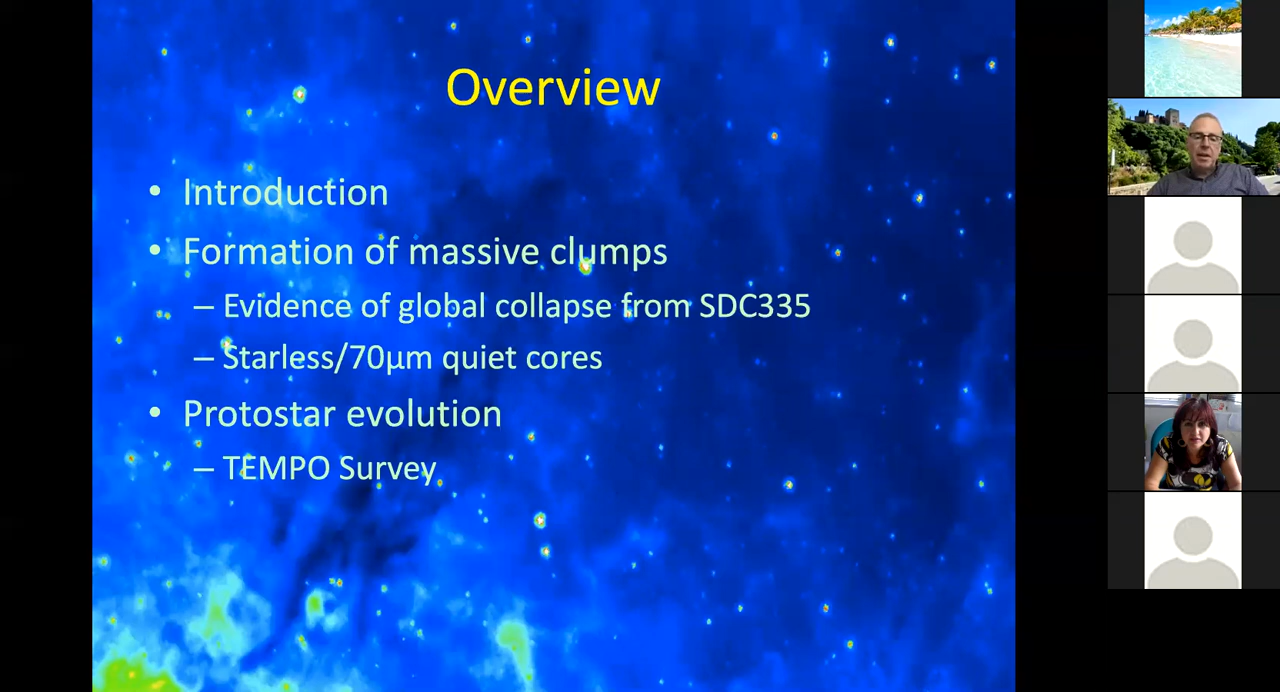 Overview
• Introduction
• Formation of massive clumps
– Evidence of global collapse from SDC335
– Starless/70μm quiet cores
• Protostar evolution
– TEMPO Survey